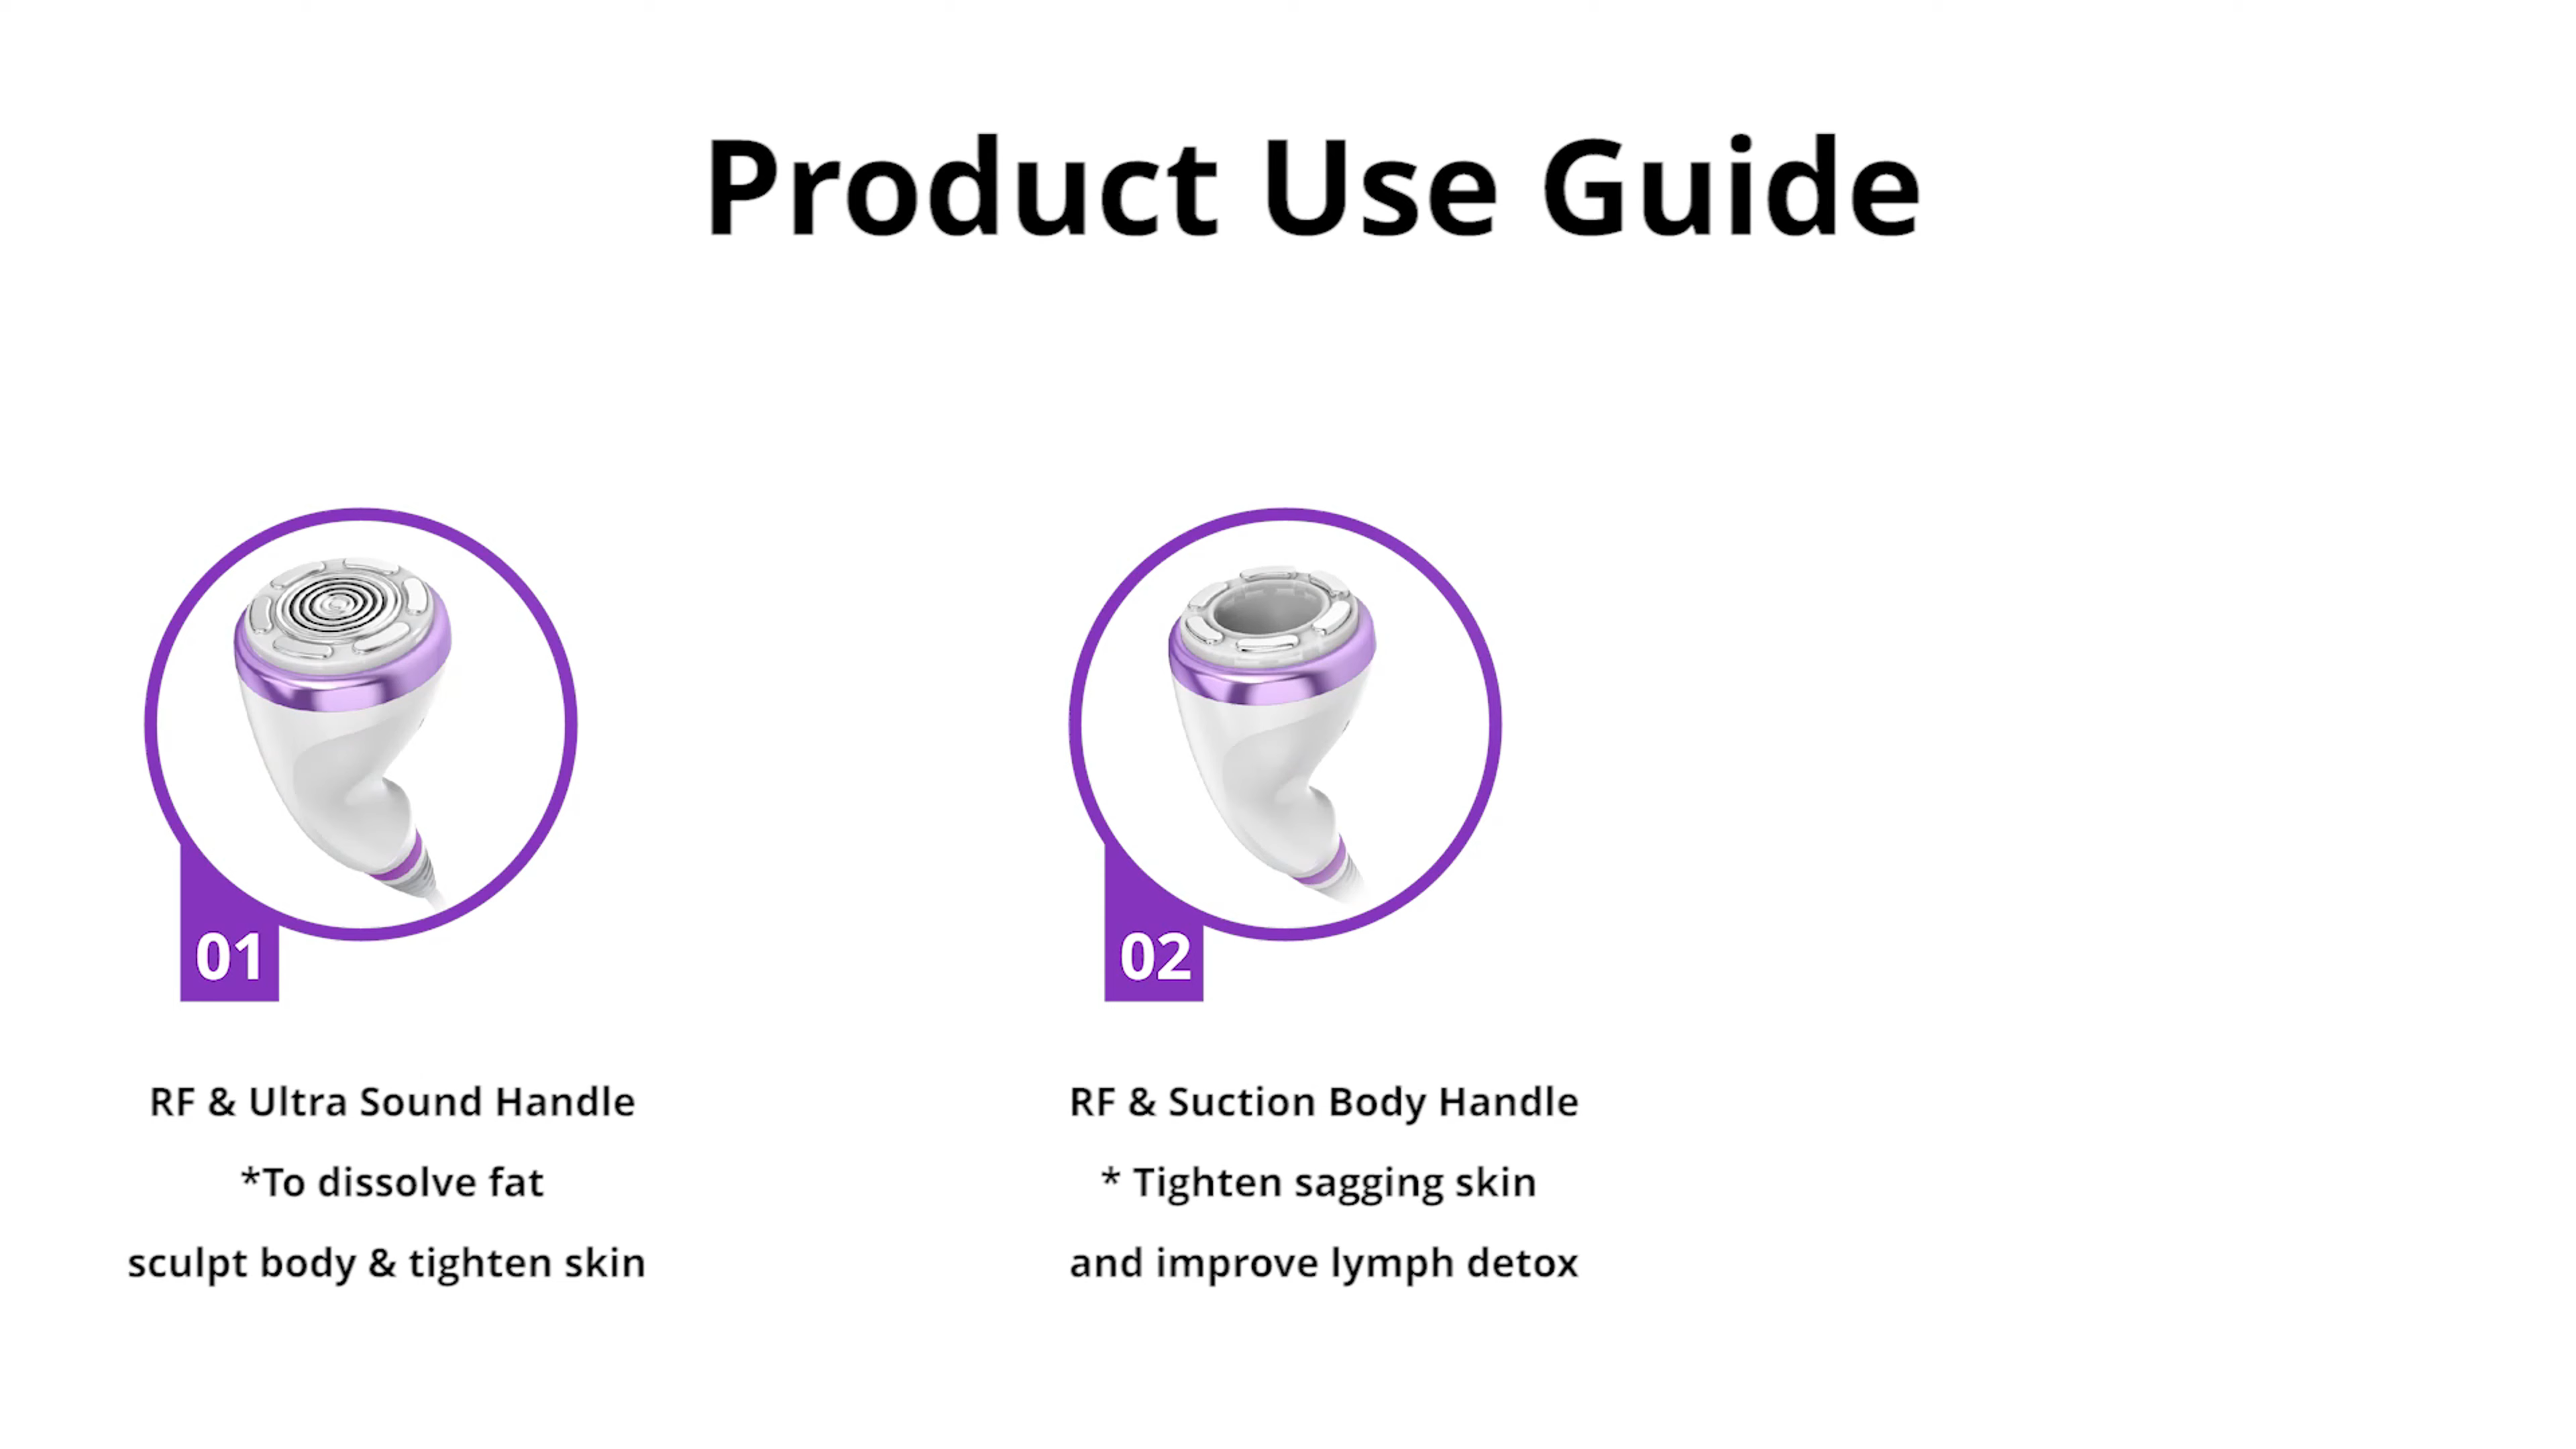 Product Use Guide
01
RF & Ultra Sound Handle
*To dissolve fat
sculpt body & tighten skin
02
RF & Suction Body Handle
* Tighten sagging skin
and improve lymph detox